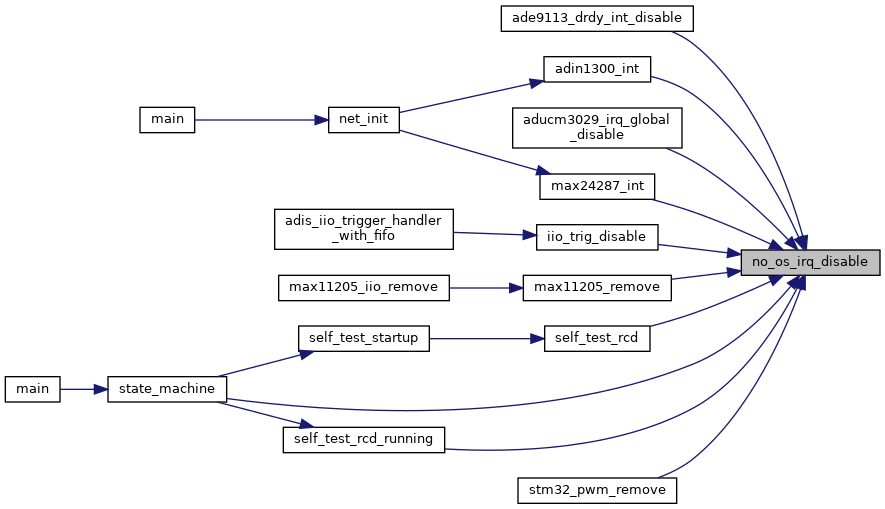 ade9113_drdy_int_disable
adin1300_int
main
net_init
aducm3029_irq_global
_disable
max24287_int
adis_iio_trigger_handler
_with_fifo
iio_trig_disable
no_os_irq_disable
max11205_iio_remove
max11205_remove
self_test_startup
self_test_rcd
main
state_machine
self_test_rcd_running
stm32_pwm_remove